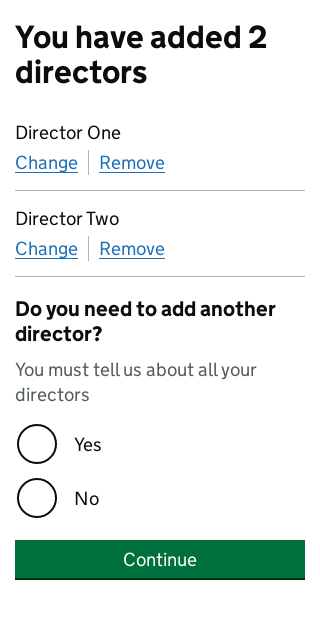 You have added 2
directors
Director One
Change Remove
Director Two
Change Remove
Do you need to add another
director?
You must tell us about all your
directors
Yes
No
Continue